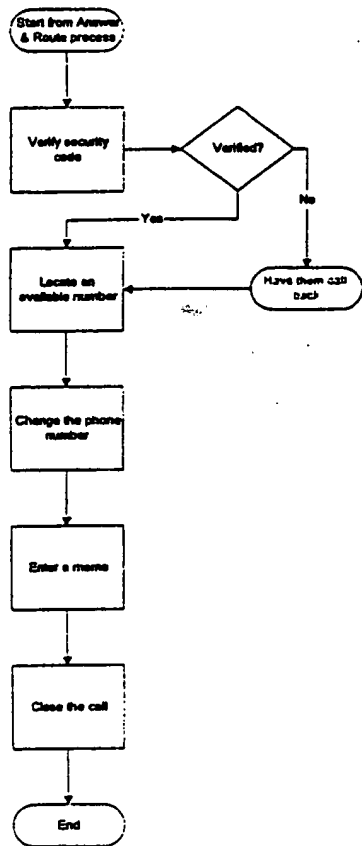 Start from Answer
& Route process
Verify security
code
Verified?
No
Yes
Locate an
available number
Have them call
back
Change the phone
number
Enter a memo
Close the call
End